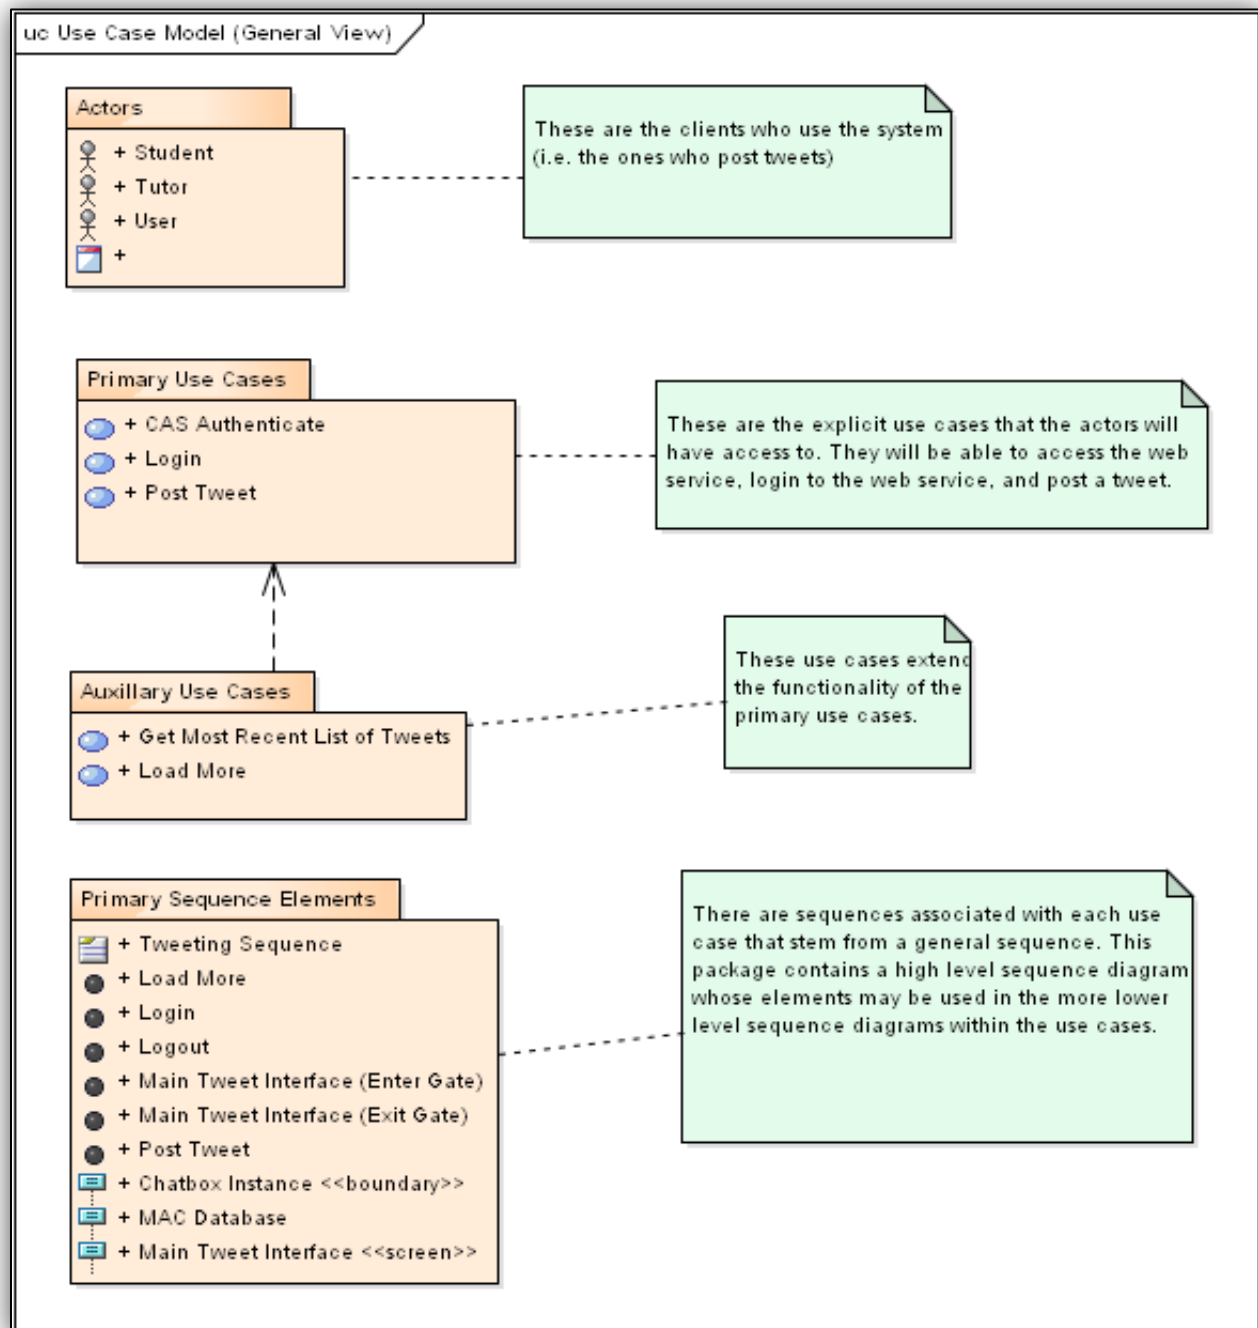 uc Use Case Model (General View)
Actors
+ Student
+ Tutor
+ User
+
These are the clients who use the system
(i.e. the ones who post tweets)
Primary Use Cases
+ CAS Authenticate
+ Login
+ Post Tweet
These are the explicit use cases that the actors will
have access to. They will be able to access the web
service, login to the web service, and post a tweet.
Auxillary Use Cases
+ Get Most Recent List of Tweets
+ Load More
These use cases extend
the functionality of the
primary use cases.
Primary Sequence Elements
+ Tweeting Sequence
+ Load More
+ Login
+ Logout
+ Main Tweet Interface (Enter Gate)
+ Main Tweet Interface (Exit Gate)
+ Post Tweet
+ Chatbox Instance <<boundary>>
+ MAC Database
+ Main Tweet Interface <<screen>>
There are sequences associated with each use
case that stem from a general sequence. This
package contains a high level sequence diagram
whose elements may be used in the more lower
level sequence diagrams within the use cases.